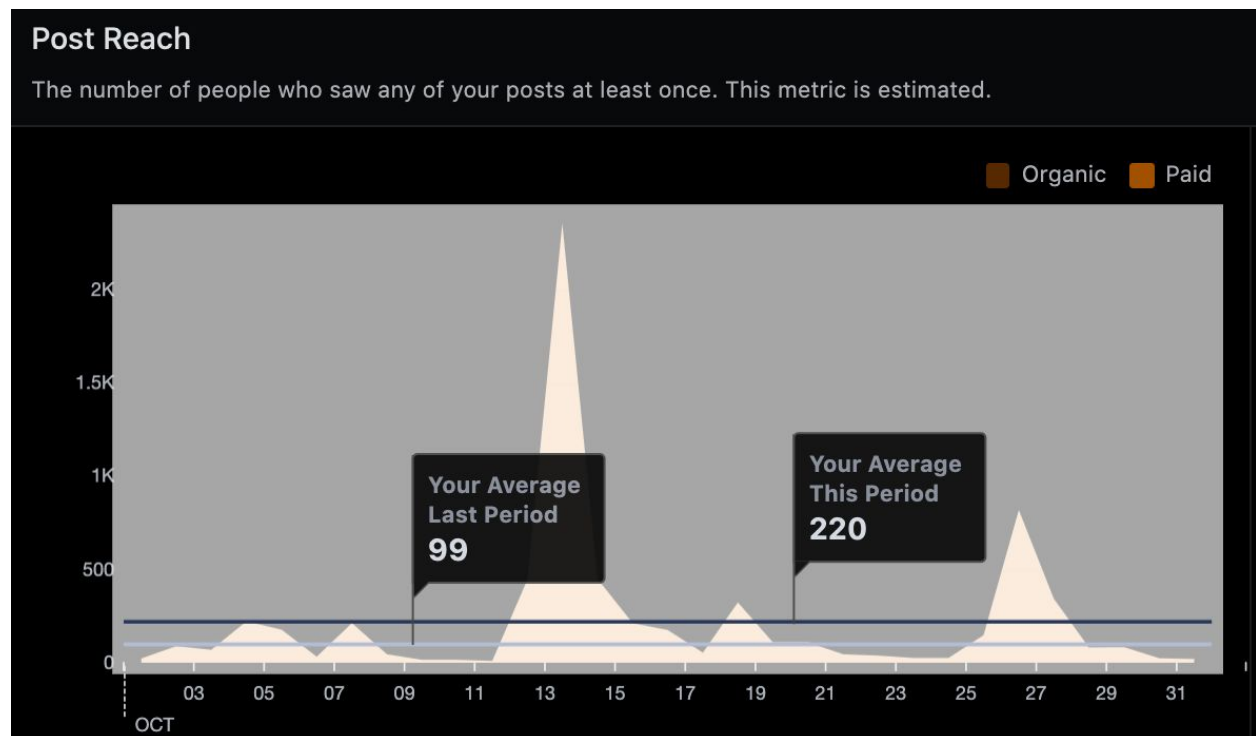 Post Reach
The number of people who saw any of your posts at least once. This metric is estimated.
Organic Paid
2K
1.5K
1K
500
0
Your Average
Last Period
99
Your Average
This Period
220
03 05 07 09 11 13 15 17 19 21 23 25 27 29 31
OCT